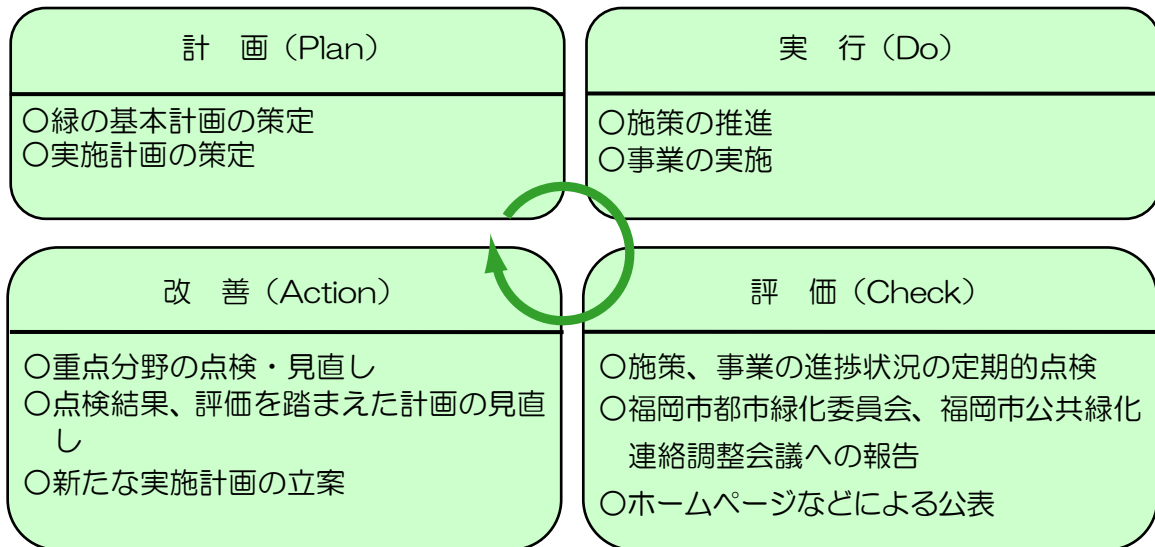 計　画（Plan）
○緑の基本計画の策定
○実施計画の策定
実　行（Do）
○施策の推進
○事業の実施
改　善（Action）
○重点分野の点検・見直し
○点検結果、評価を踏まえた計画の見直
し
○新たな実施計画の立案
評　価（Check）
○施策、事業の進捗状況の定期的点検
○福岡市都市緑化委員会、福岡市公共緑化
連絡調整会議への報告
○ホームページなどによる公表